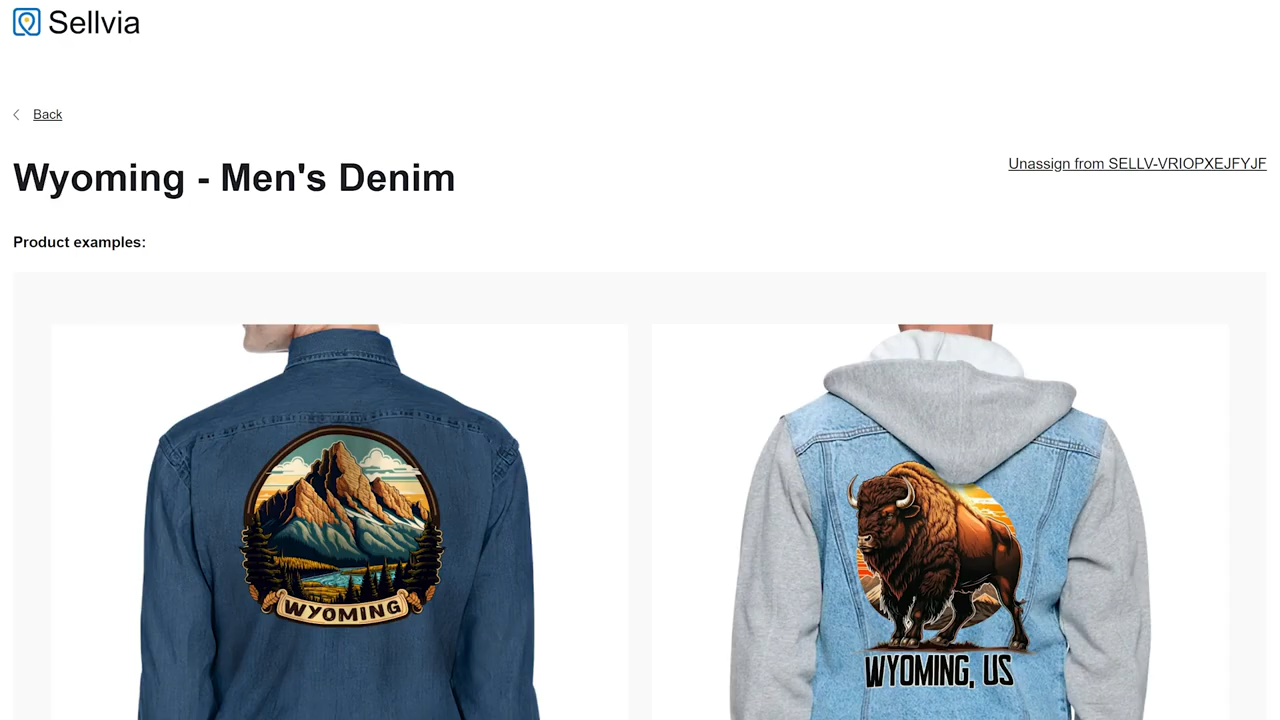 Sellvia
Back
Wyoming - Men's Denim
Unassign from SELLV-VRIOPXEJFYJF
Product examples:
WYOMING
WYOMING, US